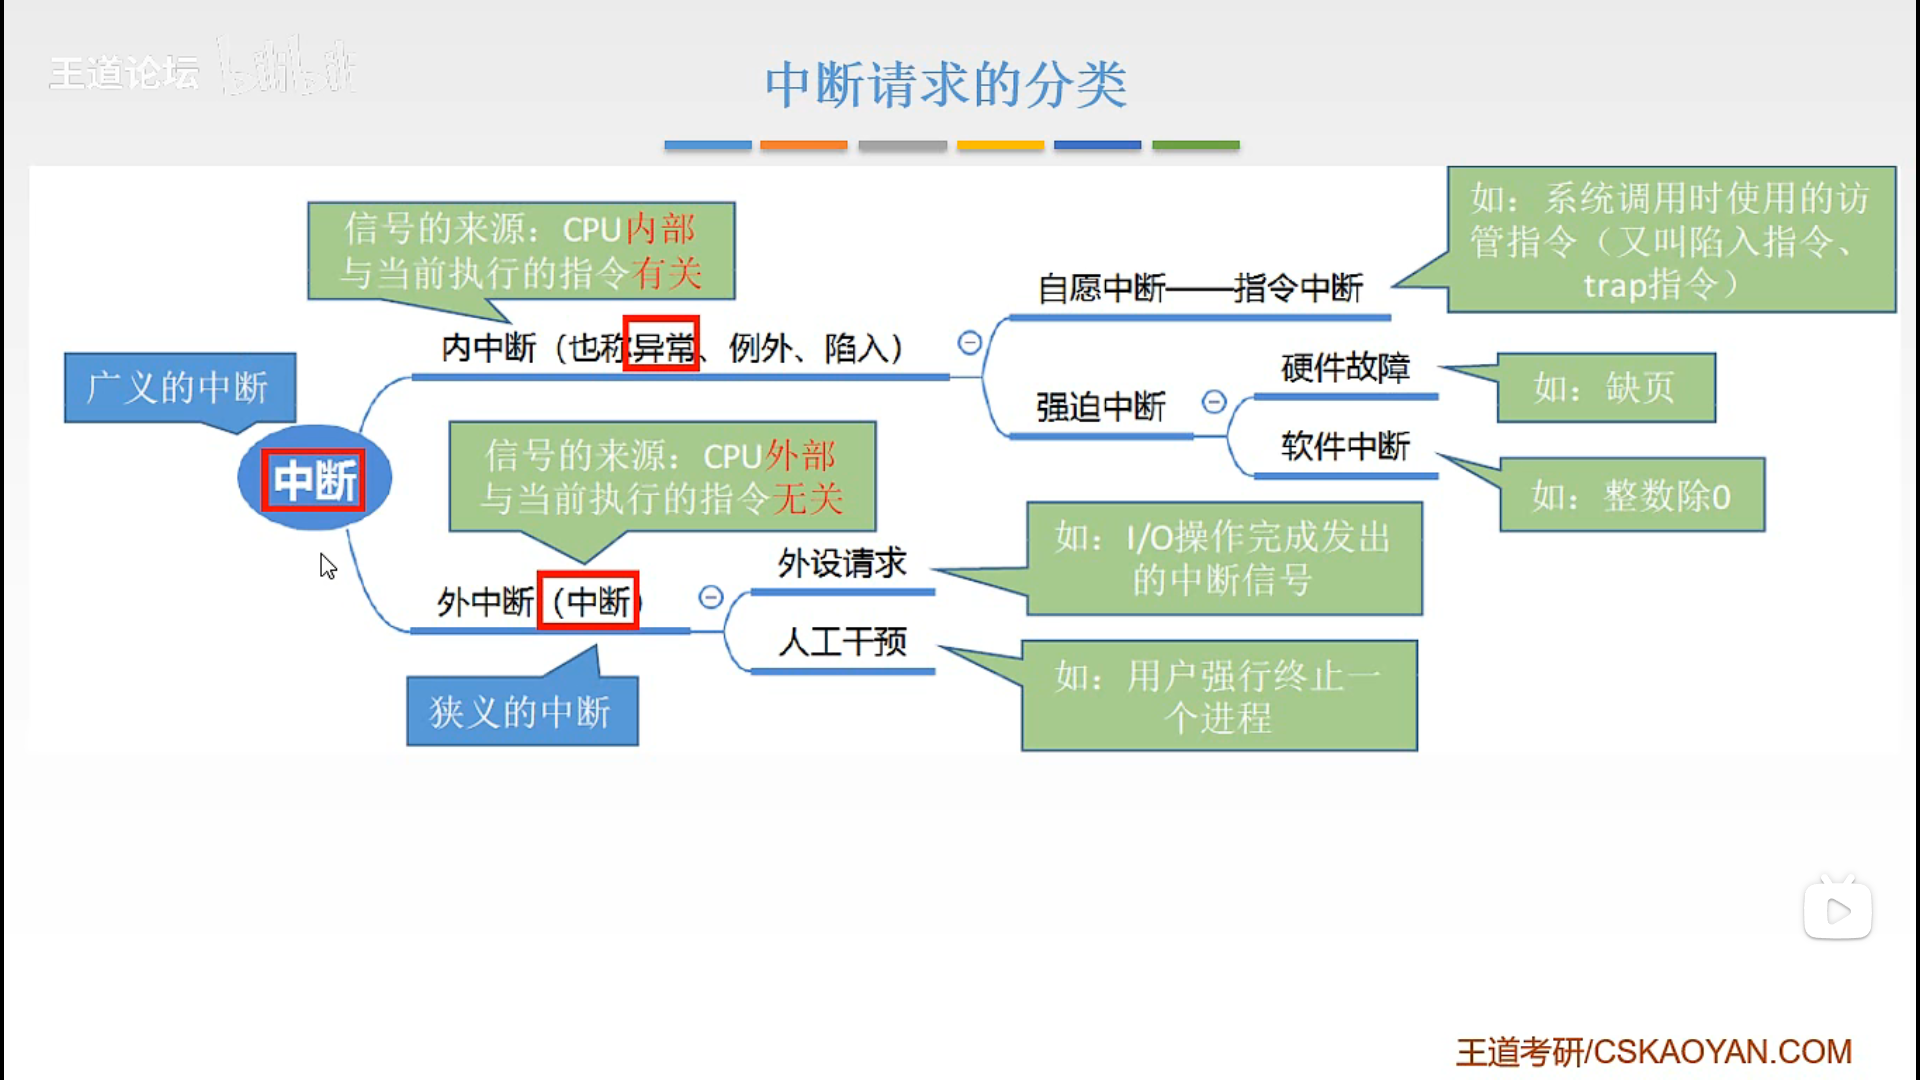 王道论坛 bilibili
中断请求的分类
信号的来源：CPU内部
与当前执行的指令有关
如：系统调用时使用的访
管指令（又叫陷入指令、
trap指令）
自愿中断——指令中断
内中断（也称异常、例外、陷入）
广义的中断
硬件故障
如：缺页
强迫中断
软件中断
如：整数除0
中断
信号的来源：CPU外部
与当前执行的指令无关
外设请求
如：I/O操作完成发出
的中断信号
外中断（中断）
人工干预
如：用户强行终止一
个进程
狭义的中断
王道考研/CSKAOYAN.COM